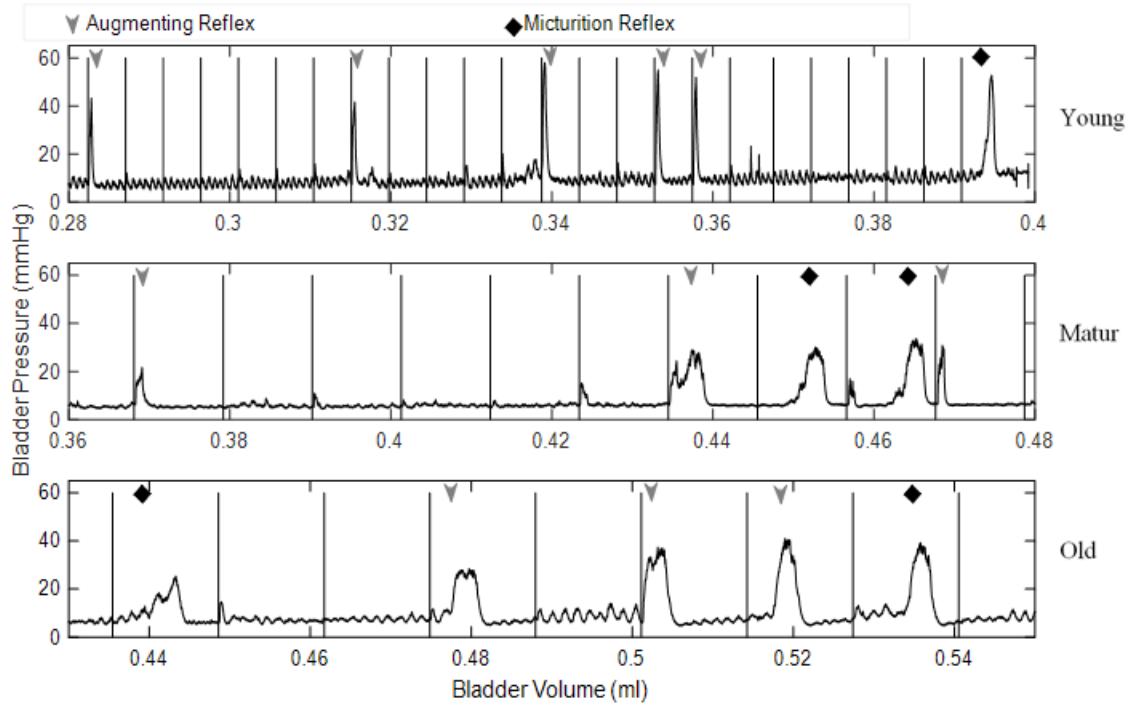 Augmenting Reflex Micturition Reflex
60
40
20
0
0.28 0.3 0.32 0.34 0.36 0.38 0.4
Young
60
40
20
0
0.36 0.38 0.4 0.42 0.44 0.46 0.48
Matur
60
40
20
0
0.44 0.46 0.48 0.5 0.52 0.54
Old
Bladder Pressure (mmHg)
Bladder Volume (ml)